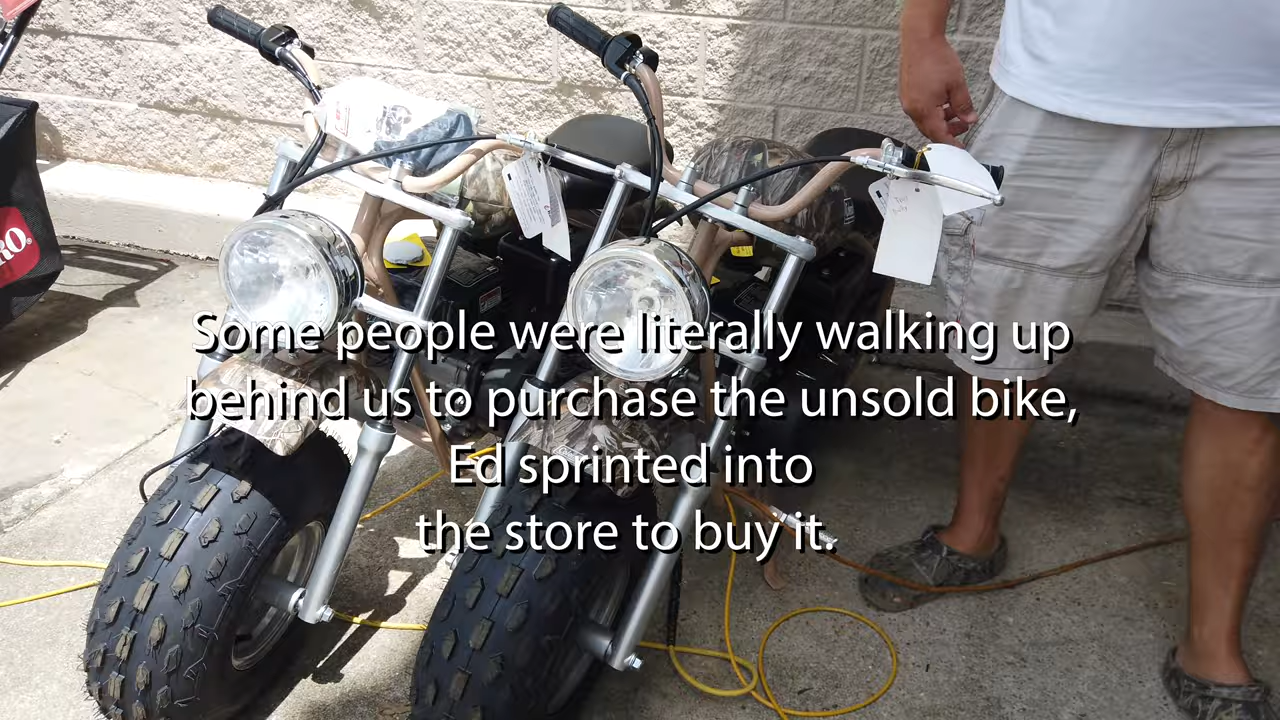 RO®
Some people were literally walking up
behind us to purchase the unsold bike,
Ed sprinted into
the store to buy it.